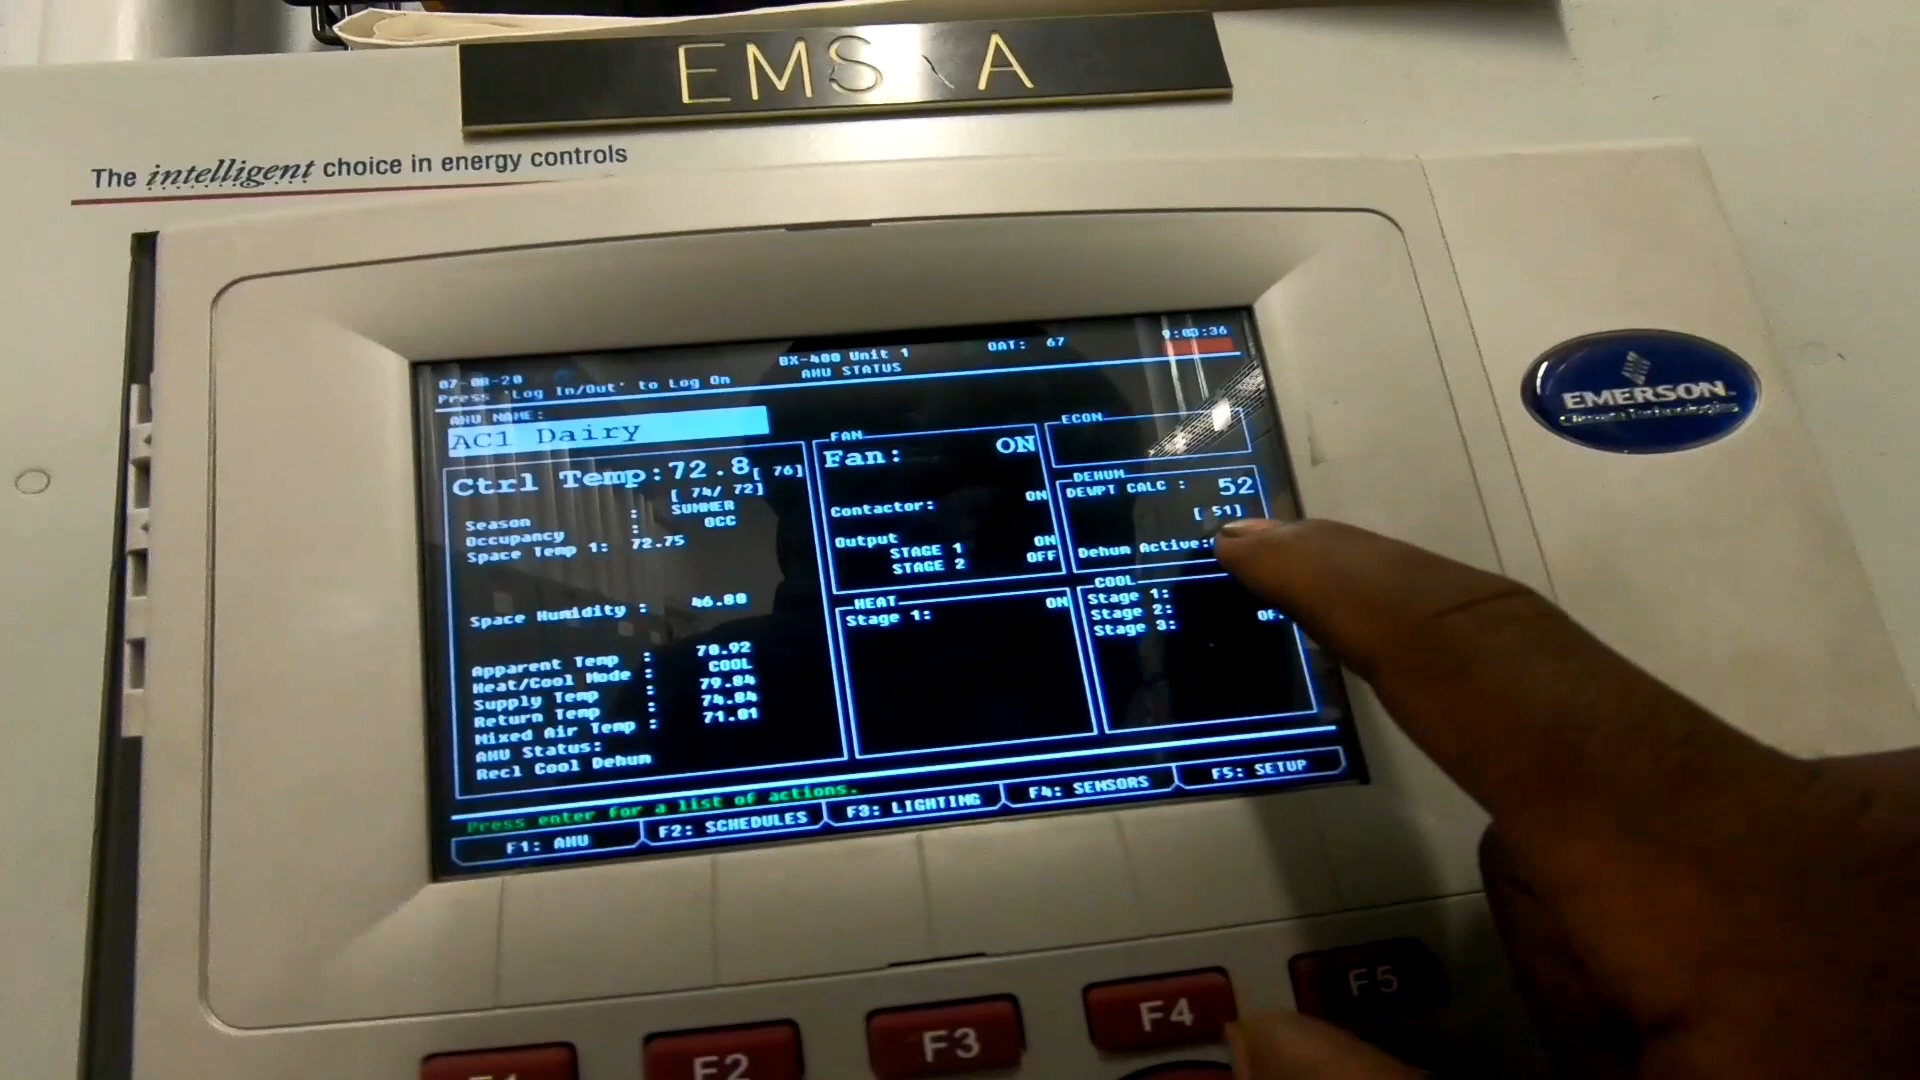 EMS A
The intelligent choice in energy controls
EMERSON
Climate Technologies
07-08-20
BX-400 Unit 1
OAT: 67
9:03:36
Press 'Log In/Out' to Log On
AHU STATUS
AHU NAME:
AC1 Dairy
Ctrl Temp:72.8[ 76]
[ 74/ 72]
Season : SUMMER
Occupancy : OCC
Space Temp 1: 72.75
Space Humidity : 46.80
Apparent Temp : 70.92
Heat/Cool Mode : COOL
Supply Temp : 79.84
Return Temp : 74.84
Mixed Air Temp : 71.01
AHU Status:
Recl Cool Dehum
FAN
Fan: ON
Contactor: ON
Output
STAGE 1 ON
STAGE 2 OFF
HEAT
Stage 1: ON
ECON
DEHUM
DEWPT CALC : 52
[ 51]
Dehum Active:
COOL
Stage 1:
Stage 2:
Stage 3:
Press enter for a list of actions.
F1: AHU
F2: SCHEDULES
F3: LIGHTING
F4: SENSORS
F5: SETUP
F1
F2
F3
F4
F5